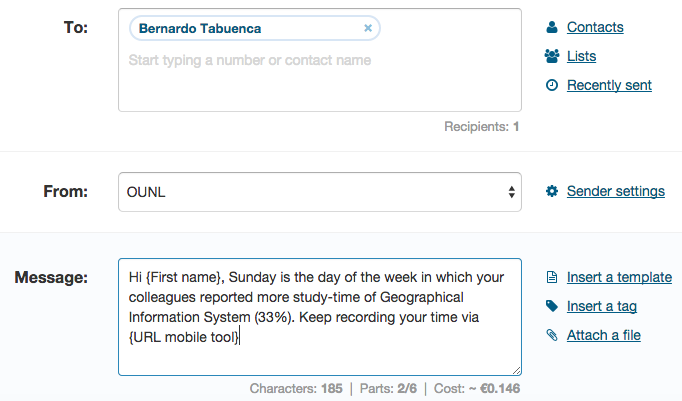 To:
Bernardo Tabuenca ×
Start typing a number or contact name
Recipients: 1
Contacts
Lists
Recently sent
From:
OUNL
Sender settings
Message:
Hi {First name}, Sunday is the day of the week in which your
colleagues reported more study-time of Geographical
Information System (33%). Keep recording your time via
{URL mobile tool}
Characters: 185 | Parts: 2/6 | Cost: ~ €0.146
Insert a template
Insert a tag
Attach a file